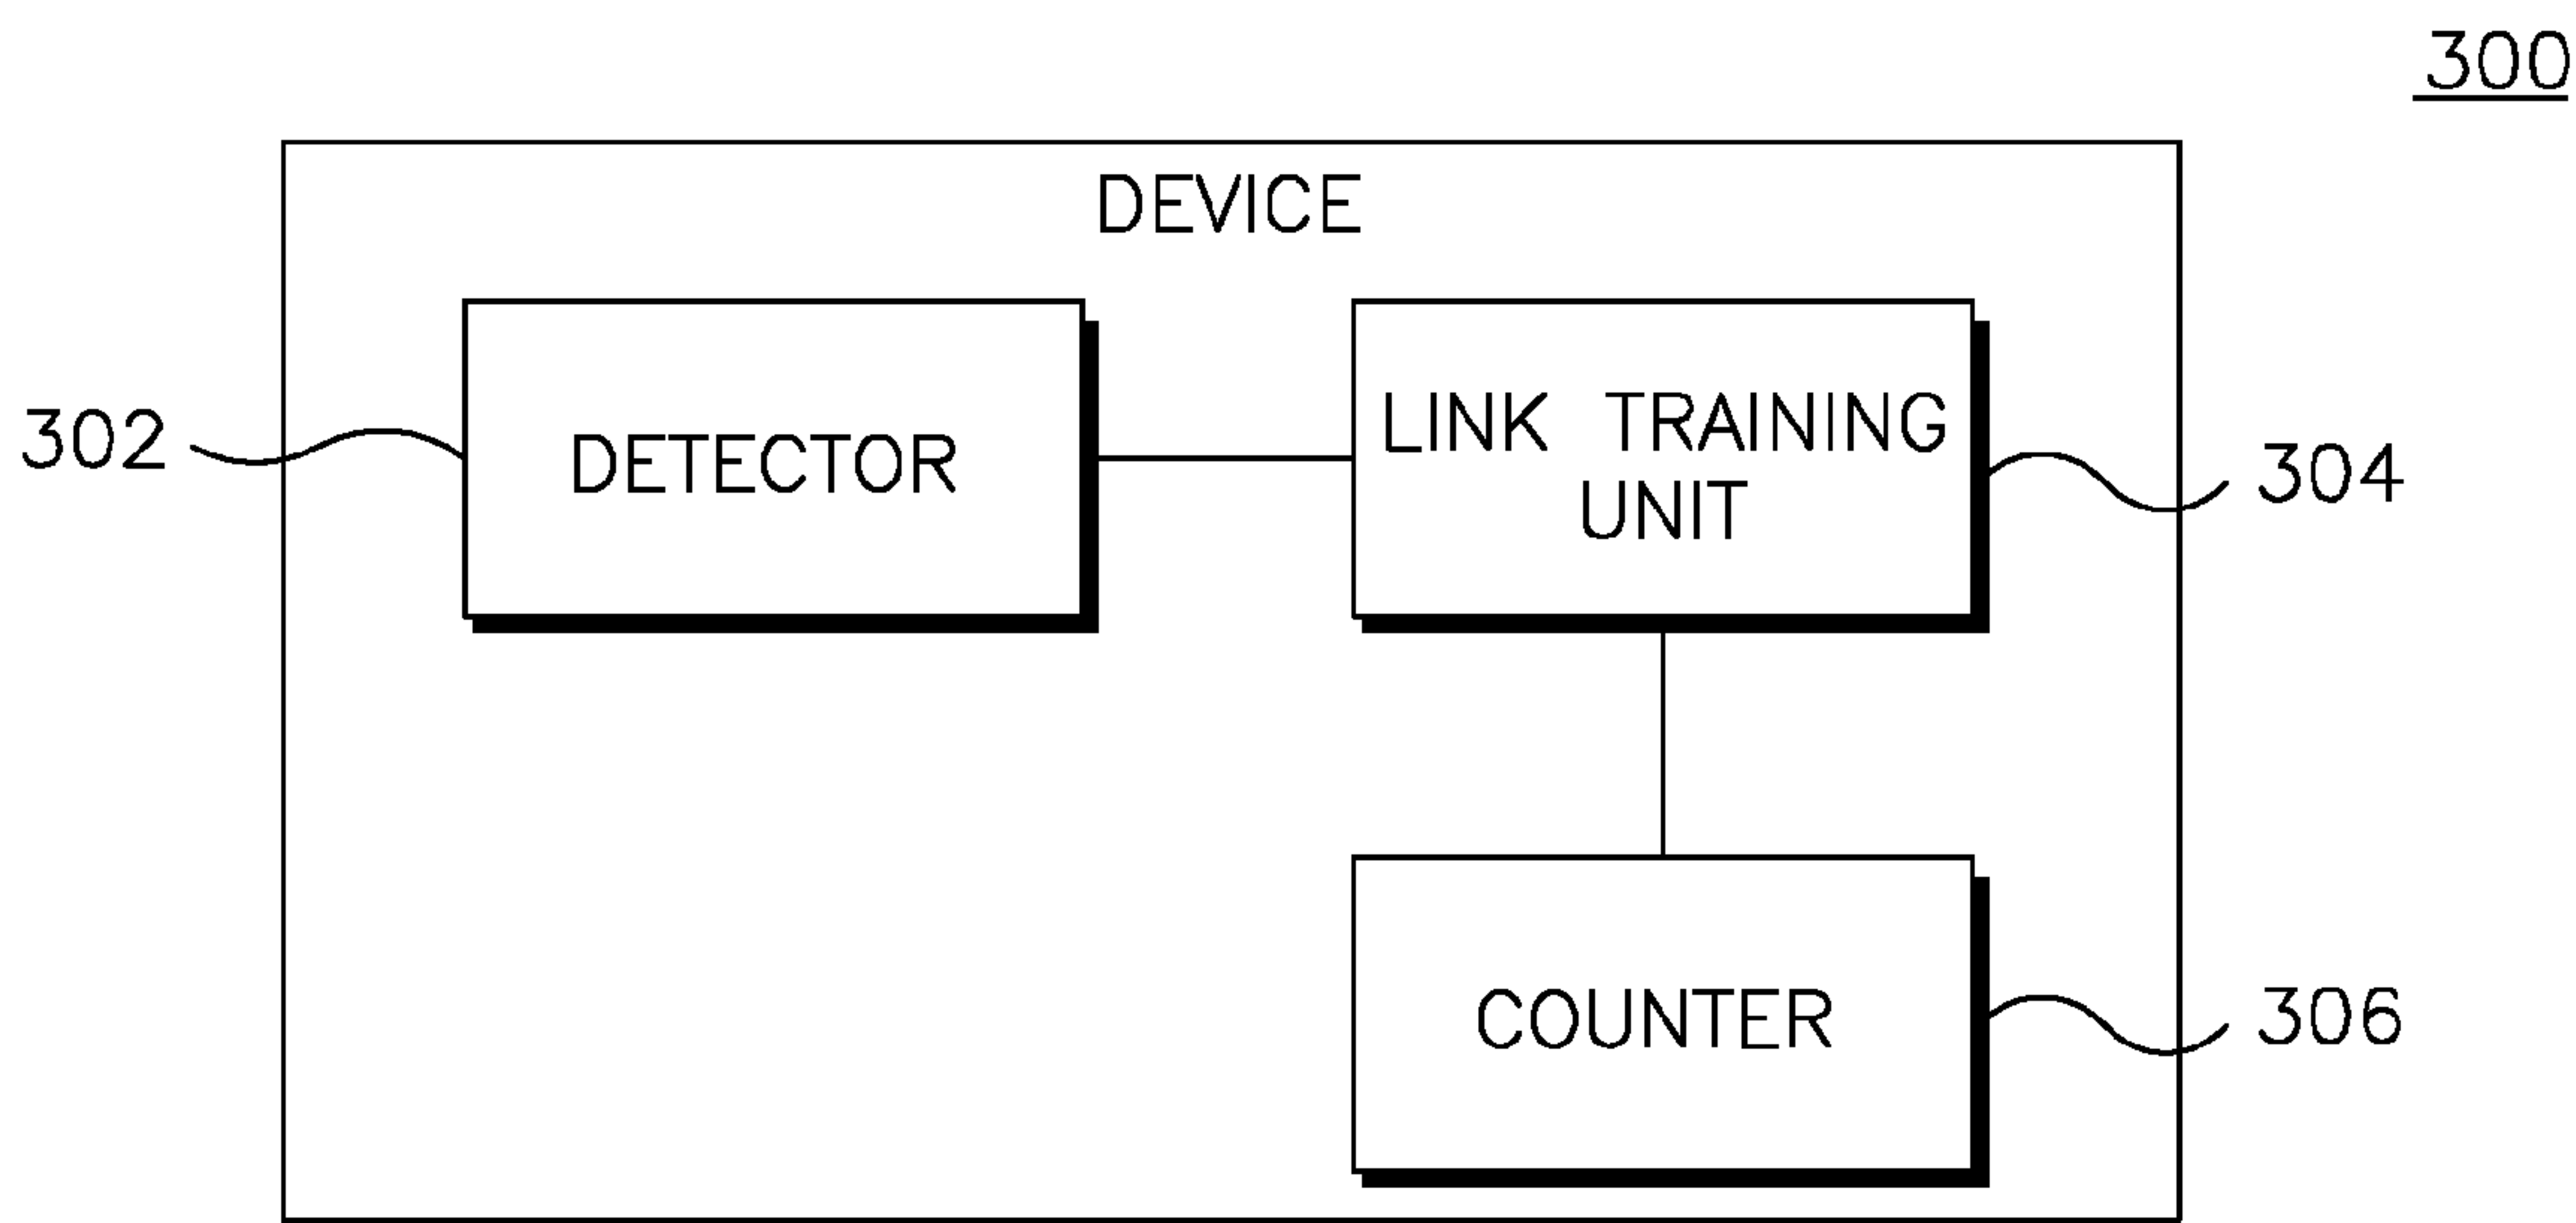 300
DEVICE
302
DETECTOR
LINK TRAINING
UNIT
304
COUNTER
306